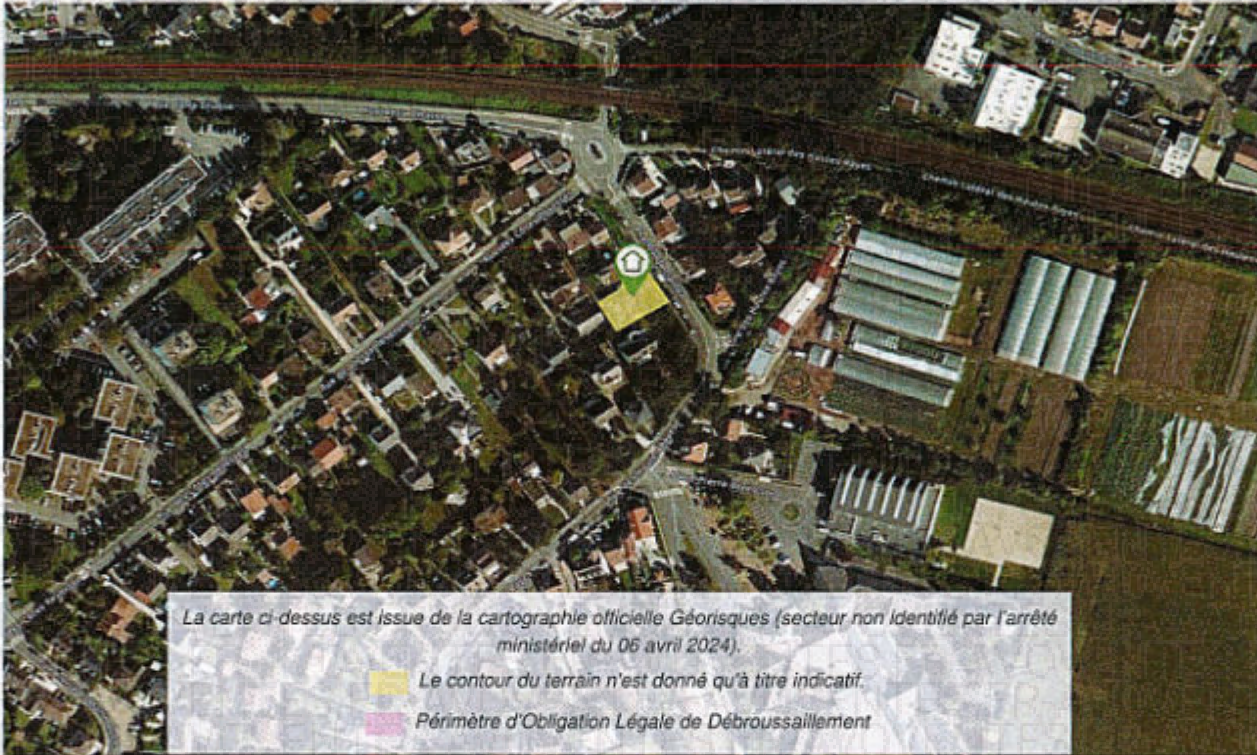 La carte ci-dessus est issue de la cartographie officielle Géorisques (secteur non identifié par l'arrêté
ministériel du 06 avril 2024).
Le contour du terrain n'est donné qu'à titre indicatif.
Périmètre d'Obligation Légale de Débroussaillement